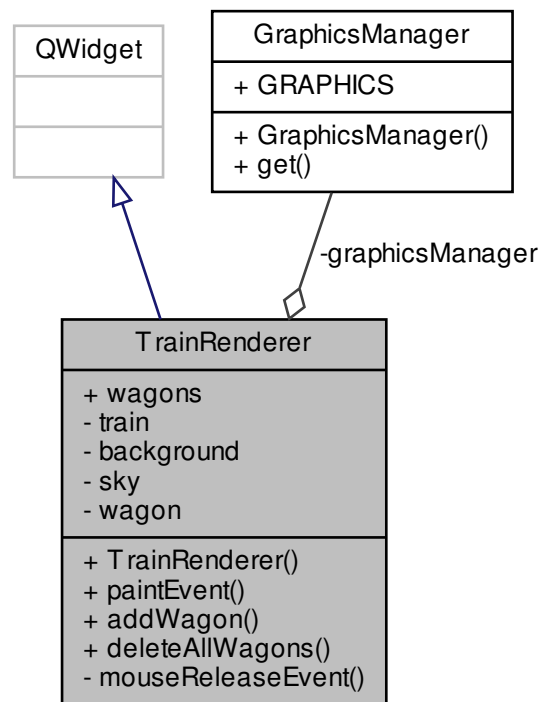 QWidget
GraphicsManager
+ GRAPHICS
+ GraphicsManager()
+ get()
-graphicsManager
TrainRenderer
+ wagons
- train
- background
- sky
- wagon
+ TrainRenderer()
+ paintEvent()
+ addWagon()
+ deleteAllWagons()
- mouseReleaseEvent()